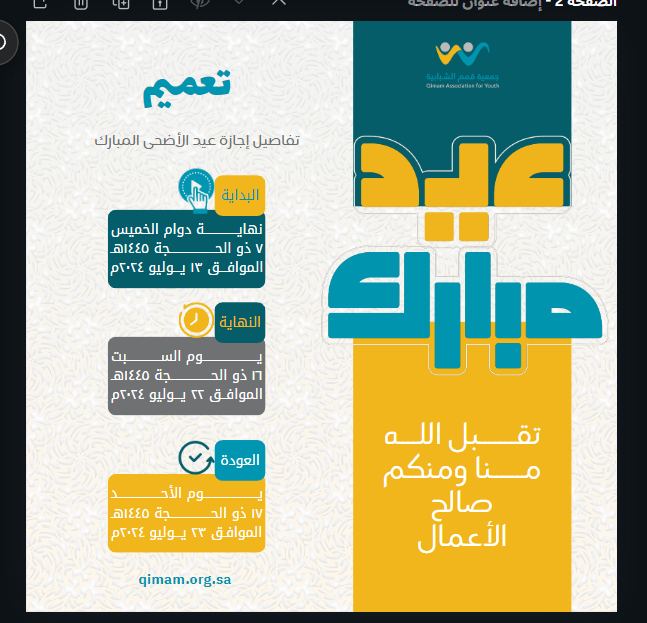 الصفحة 2 - إضافة عنوان للصفحة
جمعية قمم الشبابية
Qimam Association for Youth
عيد
مبارك
تقبل الله
منا ومنكم
صالح
الأعمال
تعميم
تفاصيل إجازة عيد الأضحى المبارك
البداية
نهاية دوام الخميس
٧ ذو الحجة ١٤٤٥هـ
الموافق ١٣ يوليو ٢٠٢٤م
النهاية
يوم السبت
١٦ ذو الحجة ١٤٤٥هـ
الموافق ٢٢ يوليو ٢٠٢٤م
العودة
يوم الأحد
١٧ ذو الحجة ١٤٤٥هـ
الموافق ٢٣ يوليو ٢٠٢٤م
qimam.org.sa